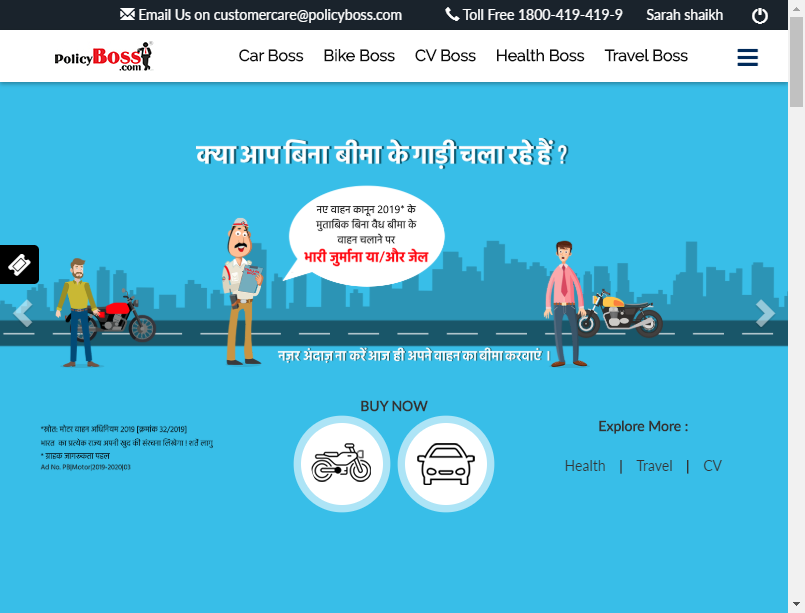 Email Us on customercare@policyboss.com
Toll Free 1800-419-419-9
Sarah shaikh
PolicyBoss
.com
Car Boss
Bike Boss
CV Boss
Health Boss
Travel Boss
क्या आप बिना बीमा के गाड़ी चला रहे हैं ?
नए वाहन कानून 2019* के
मुताबिक बिना वैध बीमा के
वाहन चलाने पर
भारी जुर्माना या/और जेल
नज़र अंदाज़ ना करें आज ही अपने वाहन का बीमा करवाएं ।
*स्रोत: मोटर वाहन अधिनियम 2019 [क्रमांक 32/2019]
भारत का प्रत्येक राज्य अपनी खुद की संरचना लिखेगा । शर्तें लागु
* ग्राहक जागरूकता पहल
Ad No. PB|Motor|2019-2020|03
BUY NOW
Explore More :
Health | Travel | CV